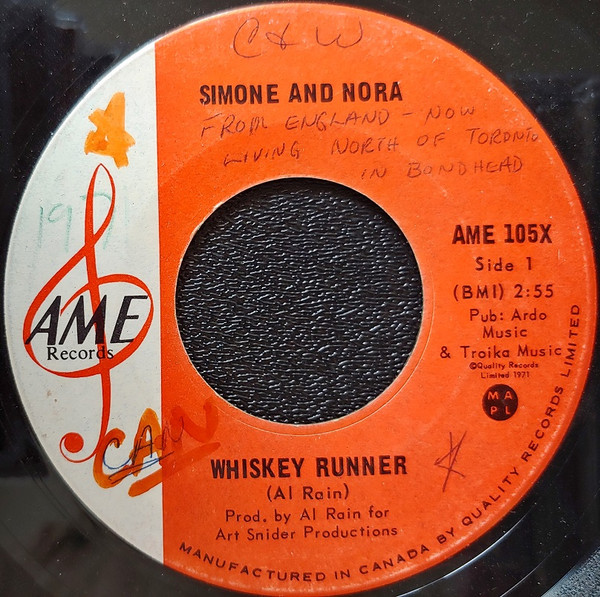 C & W
SIMONE AND NORA
FROM ENGLAND - NOW
LIVING NORTH OF TORONTO
IN BONDHEAD
1971
AME
Records
AME 105X
Side 1
(BMI) 2:55
Pub: Ardo
Music
& Troika Music
©Quality Records
Limited 1971
M A
P L
CAN
WHISKEY RUNNER
(Al Rain)
Prod. by Al Rain for
Art Snider Productions
MANUFACTURED IN CANADA BY QUALITY RECORDS LIMITED